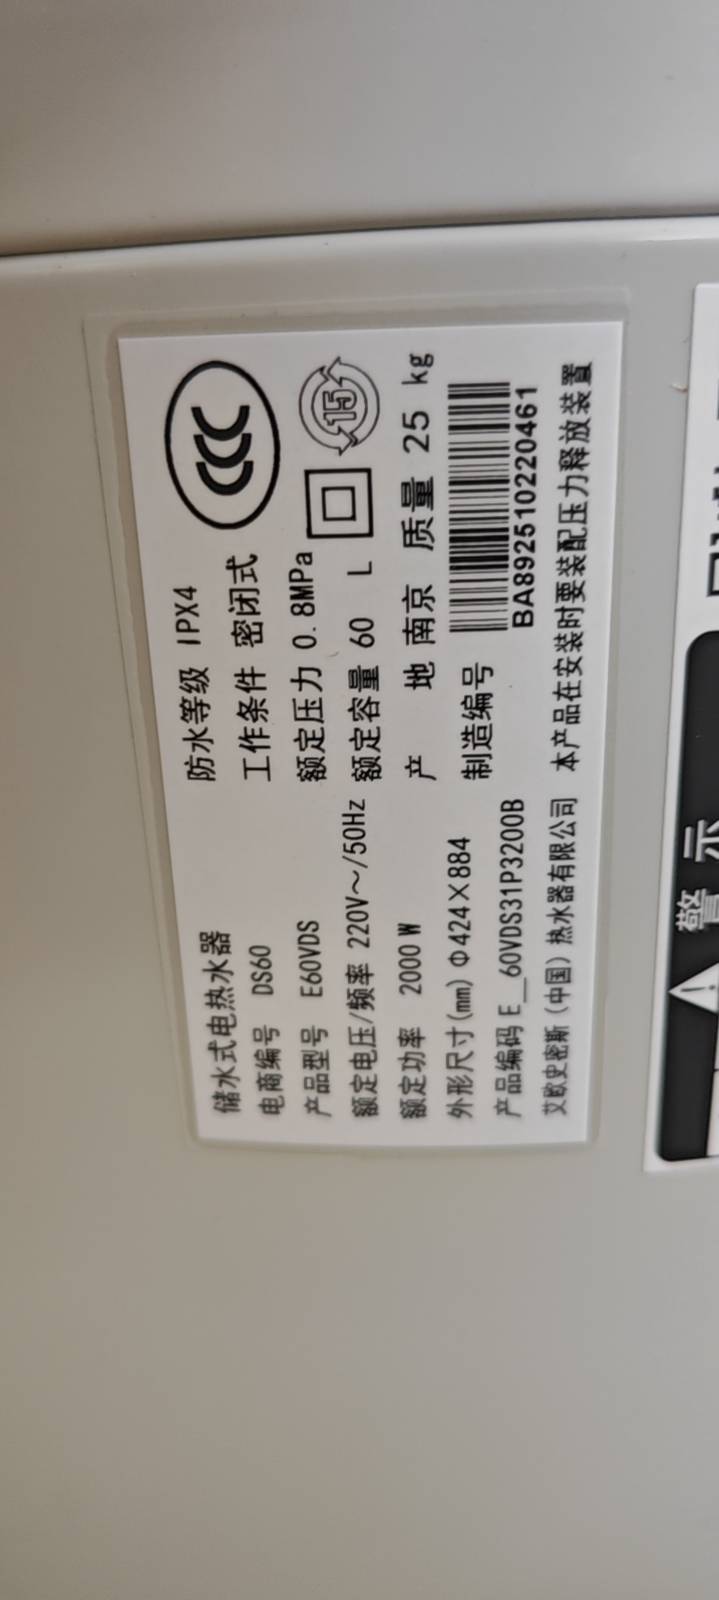 储水式电热水器
电商编号 DS60
产品型号 E60VDS
额定电压/频率 220V~/50Hz
额定功率 2000 W
外形尺寸(mm) Φ424×884
产品编码 E_60VDS31P3200B
艾欧史密斯(中国)热水器有限公司
防水等级 IPX4
工作条件 密闭式
额定压力 0.8MPa
额定容量 60 L
产 地 南京 质量 25 kg
制造编号
BA892510220461
本产品在安装时要装配压力释放装置
CCC
15
警示